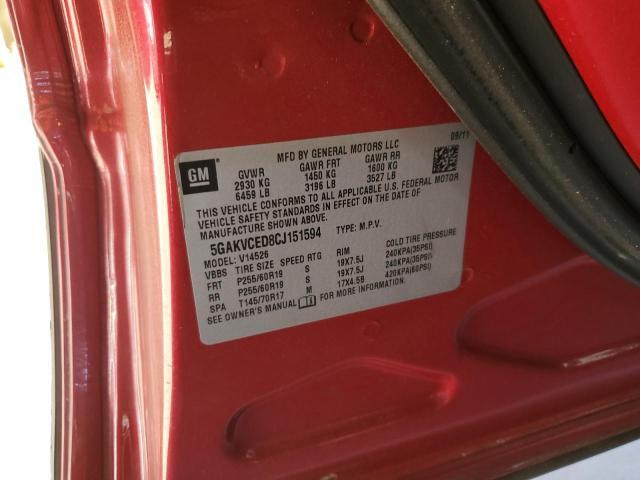 09/11
MFD BY GENERAL MOTORS LLC
GM
GVWR GAWR FRT GAWR RR
2930 KG 1450 KG 1600 KG
6459 LB 3196 LB 3527 LB
THIS VEHICLE CONFORMS TO ALL APPLICABLE U.S. FEDERAL MOTOR
VEHICLE SAFETY STANDARDS IN EFFECT ON THE DATE OF
MANUFACTURE SHOWN ABOVE.
5GAKVCED8CJ151594 TYPE: M.P.V.
MODEL: V14526
VBBS TIRE SIZE SPEED RTG RIM COLD TIRE PRESSURE
FRT P255/60R19 S 19X7.5J 240KPA(35PSI)
RR P255/60R19 S 19X7.5J 240KPA(35PSI)
SPA T145/70R17 M 17X4.5B 420KPA(60PSI)
SEE OWNER'S MANUAL FOR MORE INFORMATION.